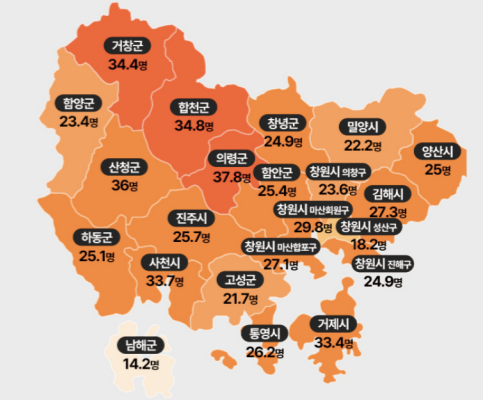 거창군
34.4명
함양군
23.4명
합천군
34.8명
창녕군
24.9명
밀양시
22.2명
양산시
25명
산청군
36명
의령군
37.8명
함안군
25.4명
창원시 의창구
23.6명
김해시
27.3명
창원시 마산회원구
29.8명
창원시 성산구
18.2명
진주시
25.7명
하동군
25.1명
사천시
33.7명
창원시 마산합포구
27.1명
창원시 진해구
24.9명
고성군
21.7명
통영시
26.2명
거제시
33.4명
남해군
14.2명